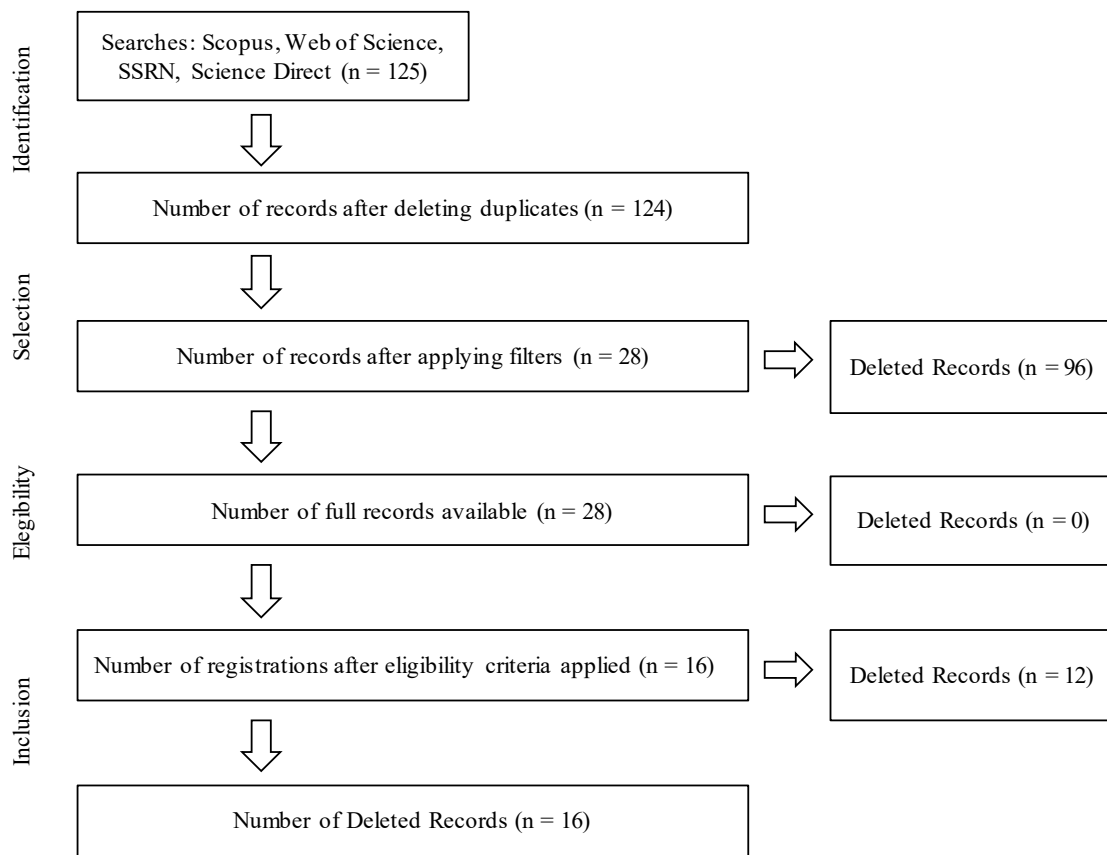 Identification
Searches: Scopus, Web of Science,
SSRN, Science Direct (n = 125)
Number of records after deleting duplicates (n = 124)
Selection
Number of records after applying filters (n = 28)
Deleted Records (n = 96)
Elegibility
Number of full records available (n = 28)
Deleted Records (n = 0)
Inclusion
Number of registrations after eligibility criteria applied (n = 16)
Deleted Records (n = 12)
Number of Deleted Records (n = 16)